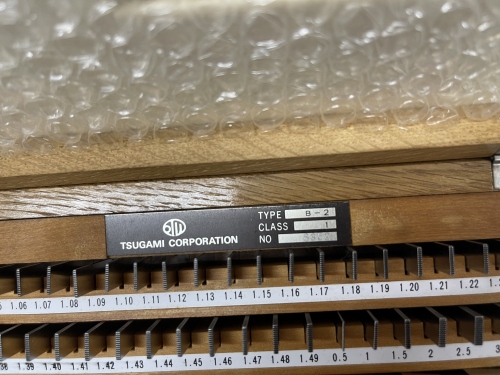 TYPE B-2
CLASS 1
TSUGAMI CORPORATION
NO
1.06 1.07 1.08 1.09 1.10 1.11 1.12 1.13 1.14 1.15 1.16 1.17 1.18 1.19 1.20 1.21 1.22
1.39 1.40 1.41 1.42 1.43 1.44 1.45 1.46 1.47 1.48 1.49 0.5 1 1.5 2 2.5